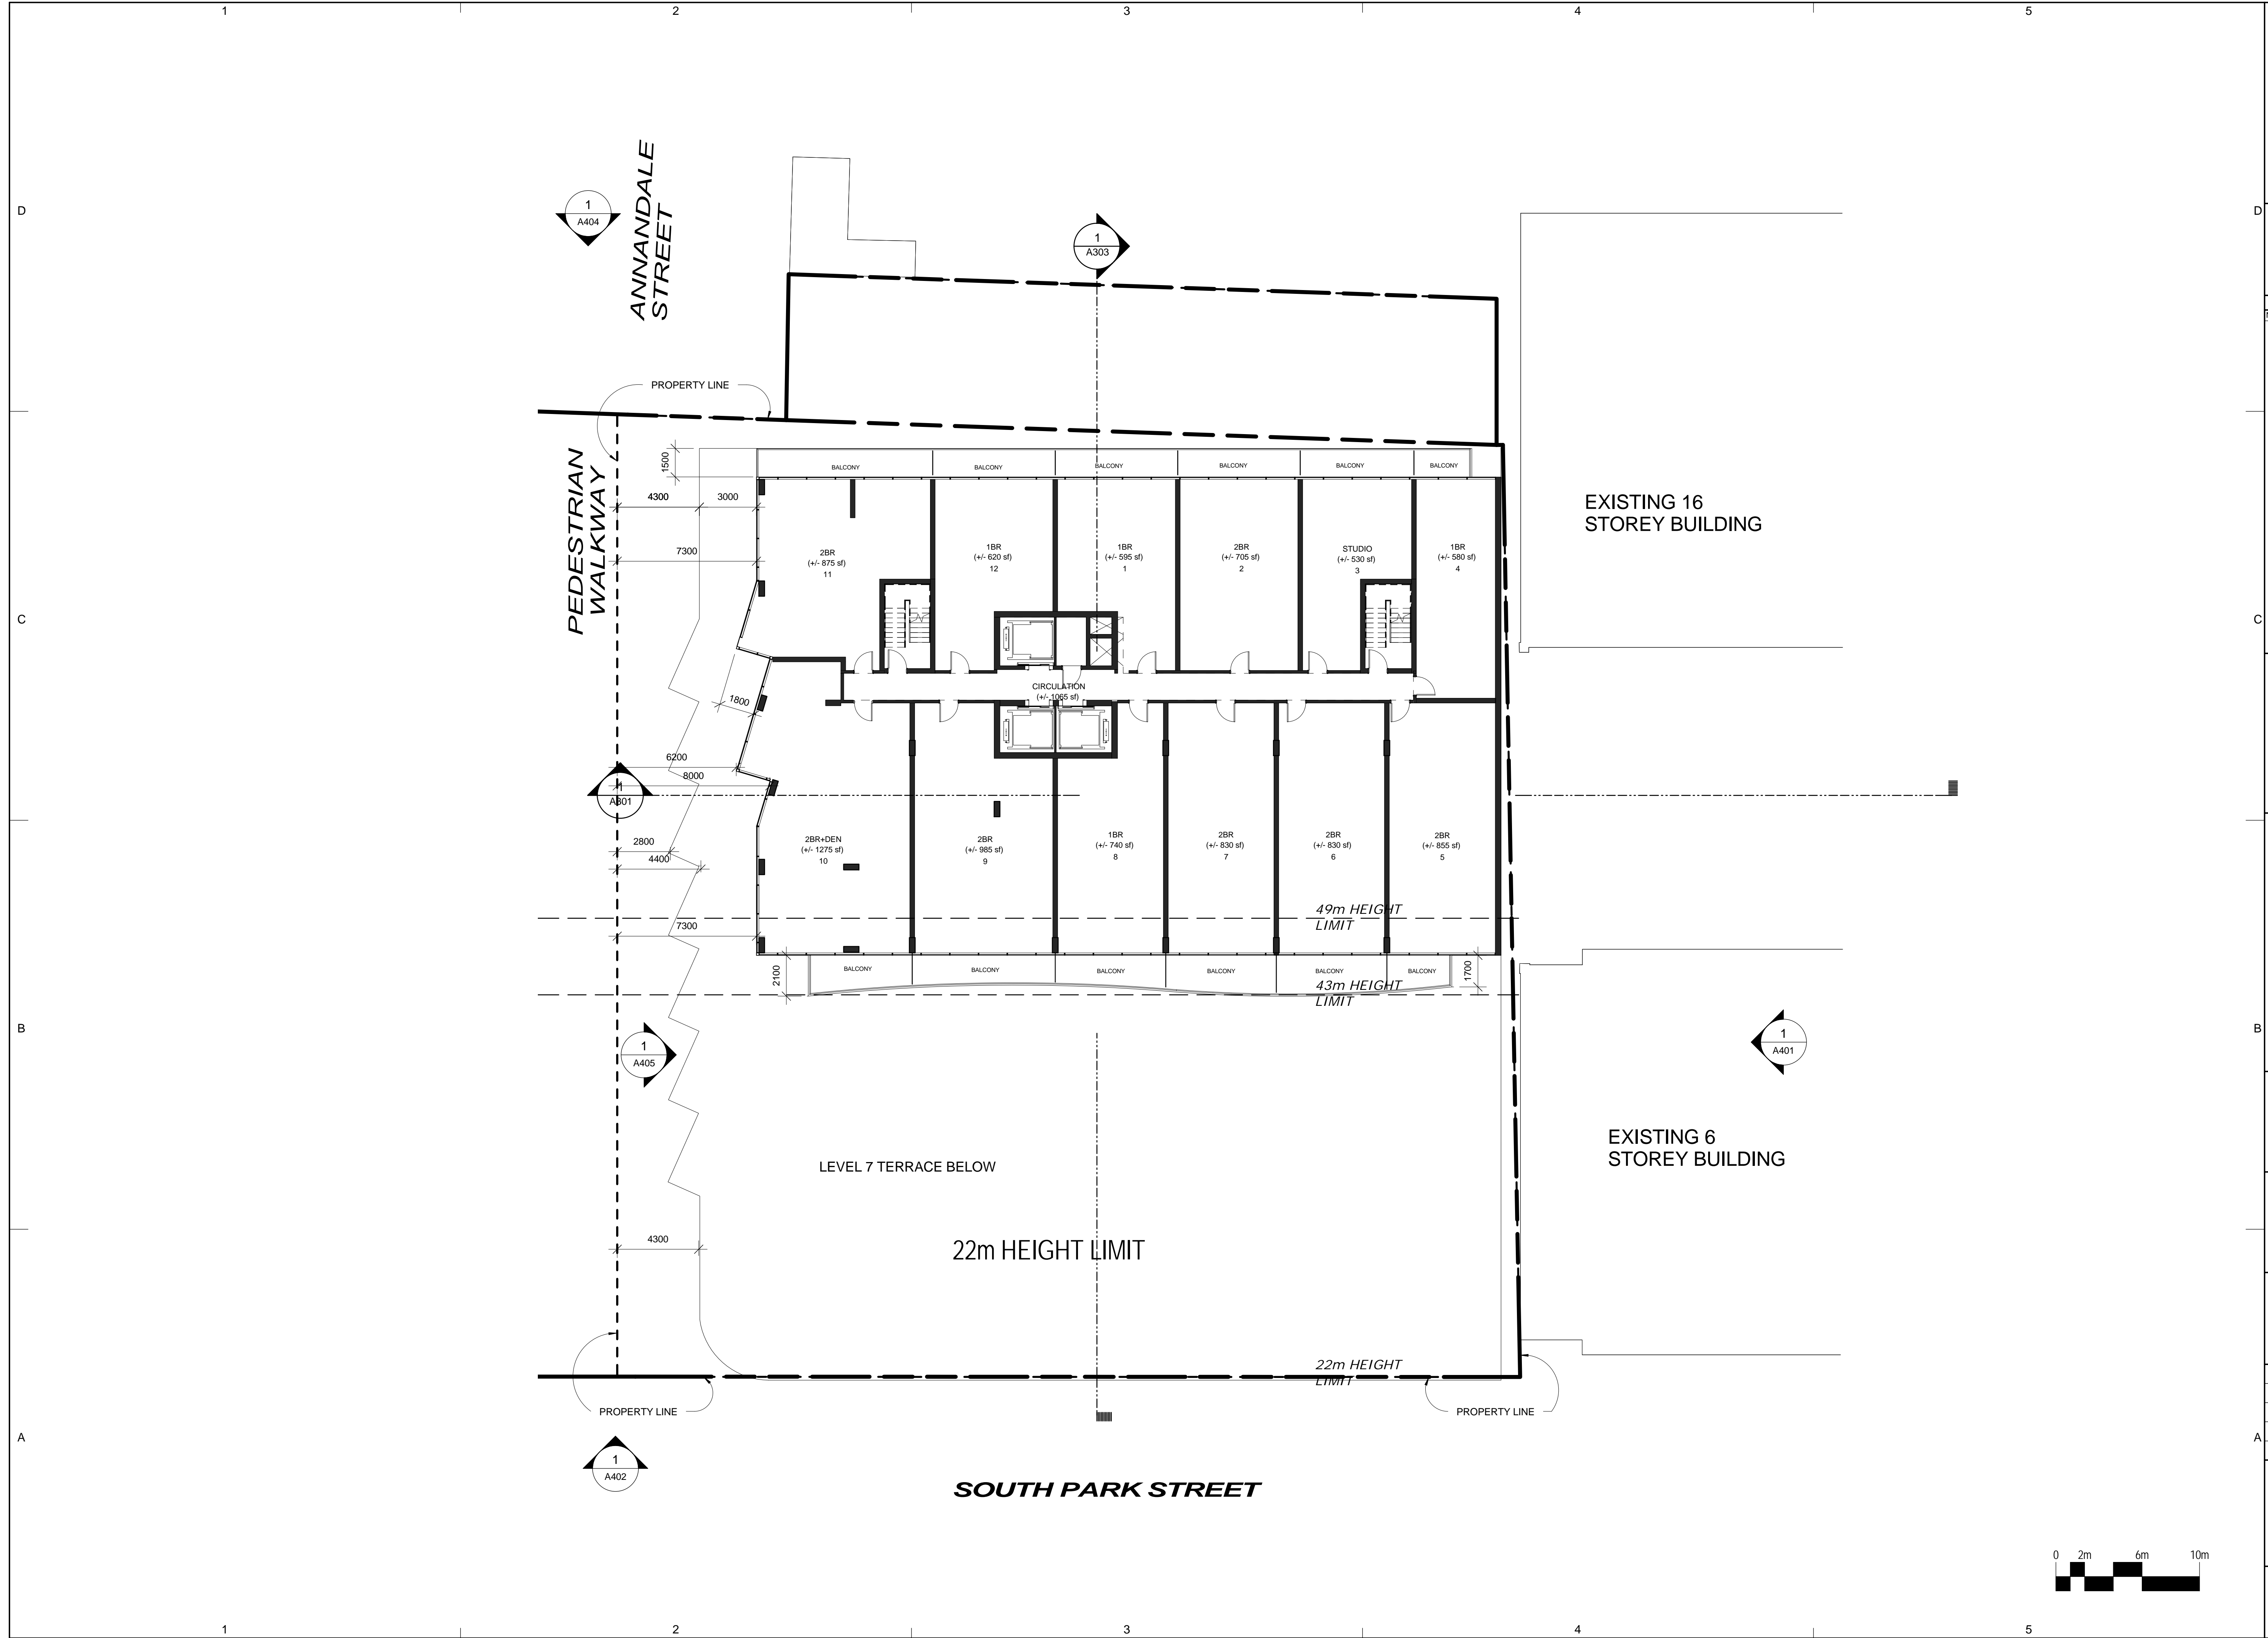 1
2
3
4
5
D
D
ANNANDALE
STREET
1
A404
1
A303
PROPERTY LINE
PEDESTRIAN
WALKWAY
1500
4300
3000
7300
BALCONY
BALCONY
BALCONY
BALCONY
BALCONY
BALCONY
EXISTING 16
STOREY BUILDING
2BR
(+/- 875 sf)
11
1BR
(+/- 620 sf)
12
1BR
(+/- 595 sf)
1
2BR
(+/- 705 sf)
2
STUDIO
(+/- 530 sf)
3
1BR
(+/- 580 sf)
4
C
C
CIRCULATION
(+/- 1065 sf)
1800
6200
8000
1
A301
2800
4400
7300
2BR+DEN
(+/- 1275 sf)
10
2BR
(+/- 985 sf)
9
1BR
(+/- 740 sf)
8
2BR
(+/- 830 sf)
7
2BR
(+/- 830 sf)
6
2BR
(+/- 855 sf)
5
49m HEIGHT
LIMIT
2100
BALCONY
BALCONY
BALCONY
BALCONY
BALCONY
BALCONY
1700
43m HEIGHT
LIMIT
B
B
1
A405
1
A401
EXISTING 6
STOREY BUILDING
LEVEL 7 TERRACE BELOW
4300
22m HEIGHT LIMIT
22m HEIGHT
LIMIT
PROPERTY LINE
PROPERTY LINE
A
A
1
A402
SOUTH PARK STREET
0 2m 6m 10m
1
2
3
4
5